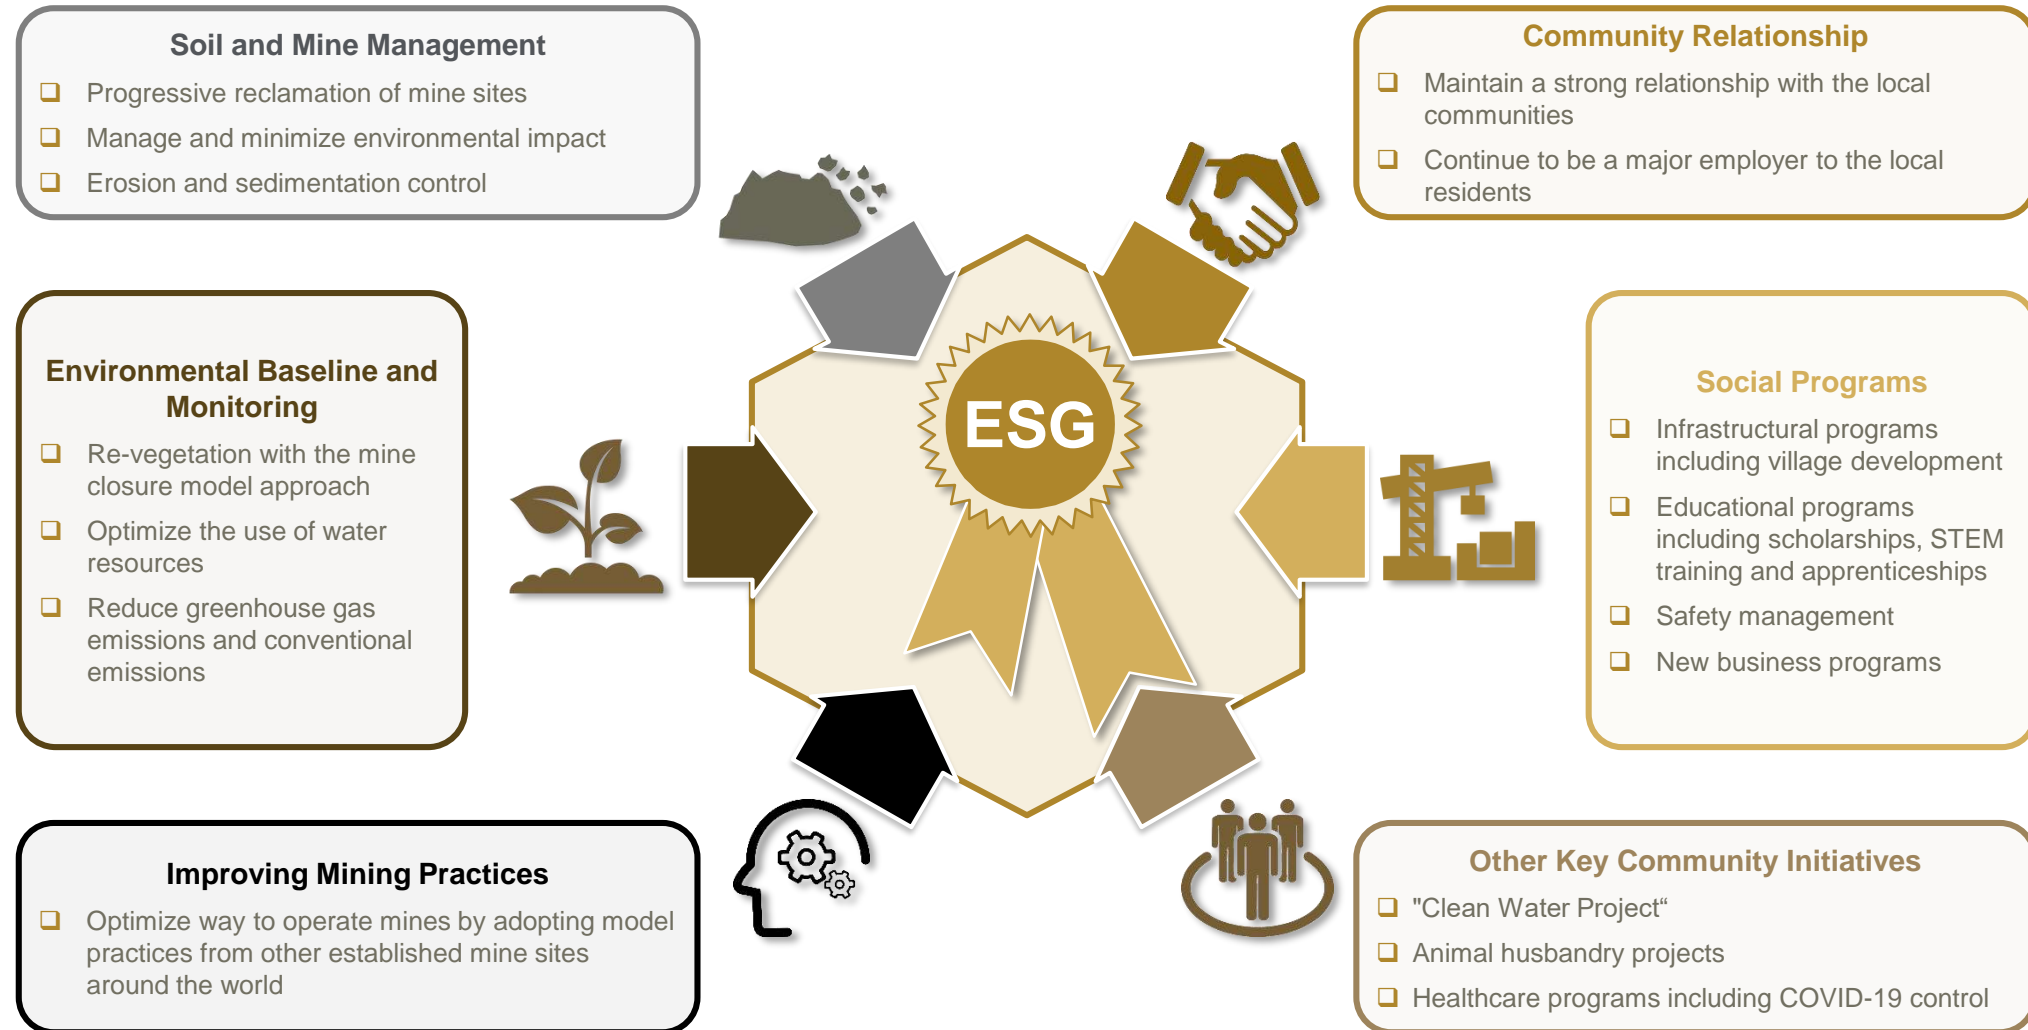 Soil and Mine Management
❑ Progressive reclamation of mine sites
❑ Manage and minimize environmental impact
❑ Erosion and sedimentation control
Community Relationship
❑ Maintain a strong relationship with the local
communities
❑ Continue to be a major employer to the local
residents
Environmental Baseline and
Monitoring
❑ Re-vegetation with the mine
closure model approach
❑ Optimize the use of water
resources
❑ Reduce greenhouse gas
emissions and conventional
emissions
ESG
Social Programs
❑ Infrastructural programs
including village development
❑ Educational programs
including scholarships, STEM
training and apprenticeships
❑ Safety management
❑ New business programs
Improving Mining Practices
❑ Optimize way to operate mines by adopting model
practices from other established mine sites
around the world
Other Key Community Initiatives
❑ "Clean Water Project“
❑ Animal husbandry projects
❑ Healthcare programs including COVID-19 control